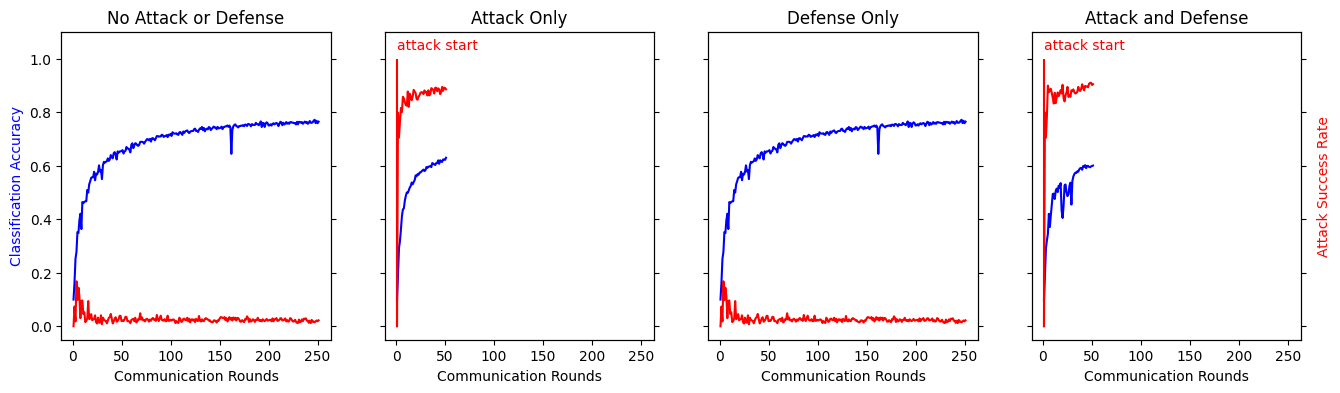 No Attack or Defense
Attack Only
Defense Only
Attack and Defense
attack start
attack start
Classification Accuracy
1.0
0.8
0.6
0.4
0.2
0.0
Attack Success Rate
0 50 100 150 200 250
0 50 100 150 200 250
0 50 100 150 200 250
0 50 100 150 200 250
Communication Rounds
Communication Rounds
Communication Rounds
Communication Rounds